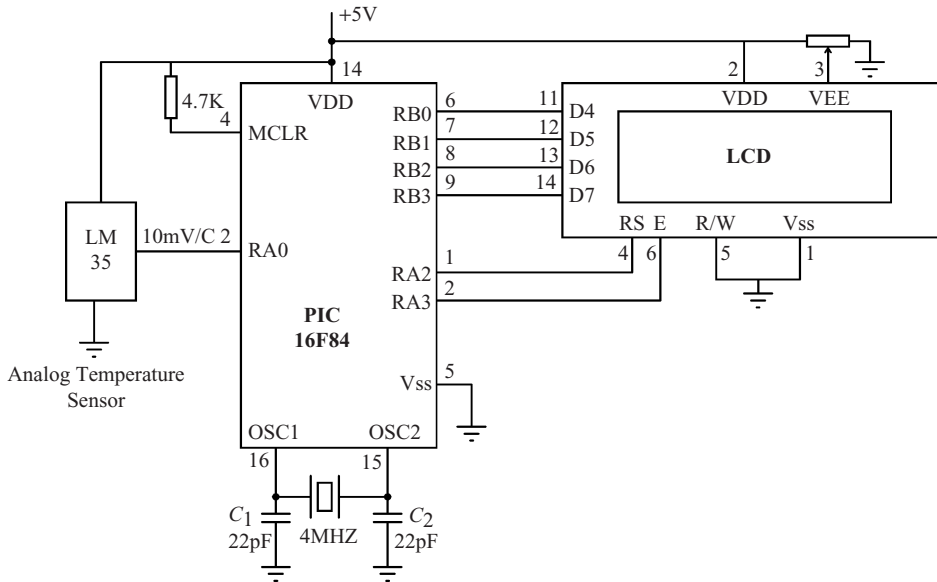 +5V
14
2
3
VDD
VDD
VEE
4.7K
4
MCLR
RB0
6
11
D4
RB1
7
12
D5
RB2
8
13
D6
RB3
9
14
D7
LCD
LM
35
10mV/C 2
RA0
RS E
R/W
Vss
4
6
5
1
RA2
1
RA3
2
PIC
16F84
Analog Temperature
Sensor
Vss
5
OSC1
OSC2
16
15
C1
22pF
4MHZ
C2
22pF